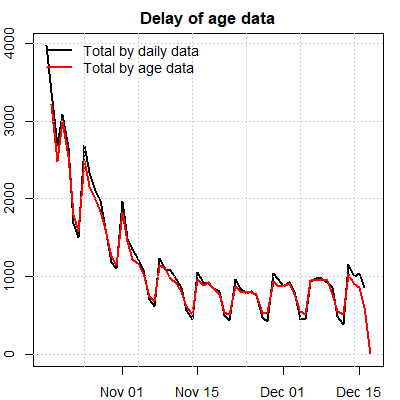 Delay of age data
Total by daily data
Total by age data
4000
3000
2000
1000
0
Nov 01 Nov 15 Dec 01 Dec 15